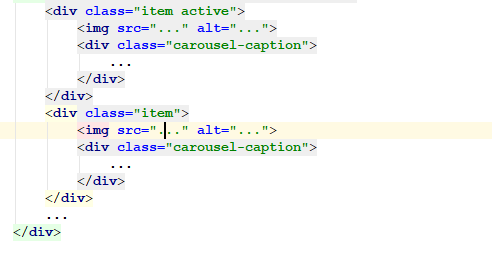 <div class="item active">
<img src="..." alt="...">
<div class="carousel-caption">
...
</div>
</div>
<div class="item">
<img src="..." alt="...">
<div class="carousel-caption">
...
</div>
</div>
...
</div>